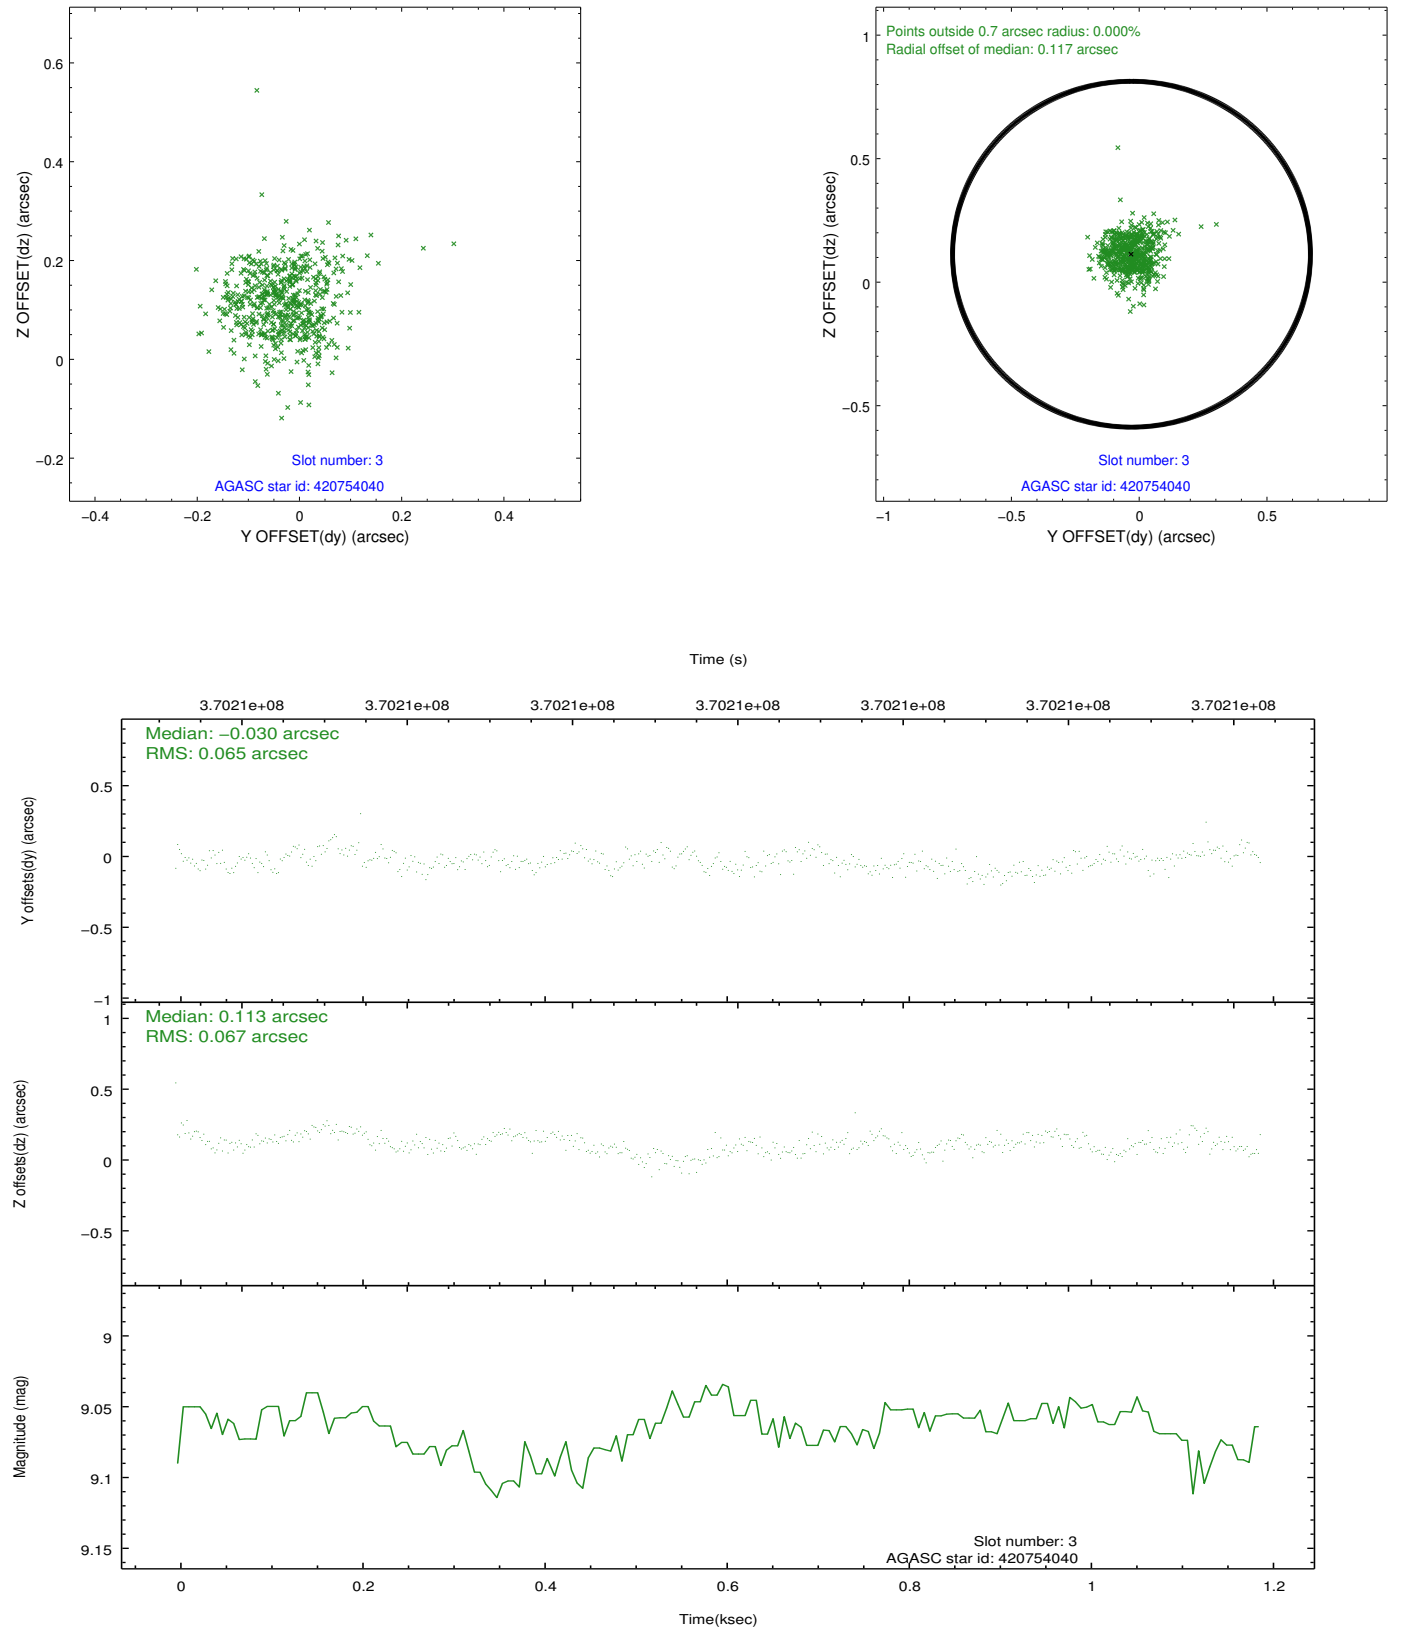 0.6
0.4
0.2
0
−0.2
Z OFFSET(dz) (arcsec)
Slot number: 3
AGASC star id: 420754040
−0.4 −0.2 0 0.2 0.4
Y OFFSET(dy) (arcsec)
Points outside 0.7 arcsec radius: 0.000%
Radial offset of median: 0.117 arcsec
1
0.5
0
−0.5
Z OFFSET(dz) (arcsec)
Slot number: 3
AGASC star id: 420754040
−1 −0.5 0 0.5
Y OFFSET(dy) (arcsec)
Time (s)
3.7021e+08 3.7021e+08 3.7021e+08 3.7021e+08 3.7021e+08 3.7021e+08 3.7021e+08
Median: −0.030 arcsec
RMS: 0.065 arcsec
0.5
0
−0.5
−1
Y offsets(dy) (arcsec)
Median: 0.113 arcsec
RMS: 0.067 arcsec
1
0.5
0
−0.5
Z offsets(dz) (arcsec)
9
9.05
9.1
9.15
Magnitude (mag)
Slot number: 3
AGASC star id: 420754040
0 0.2 0.4 0.6 0.8 1 1.2
Time(ksec)